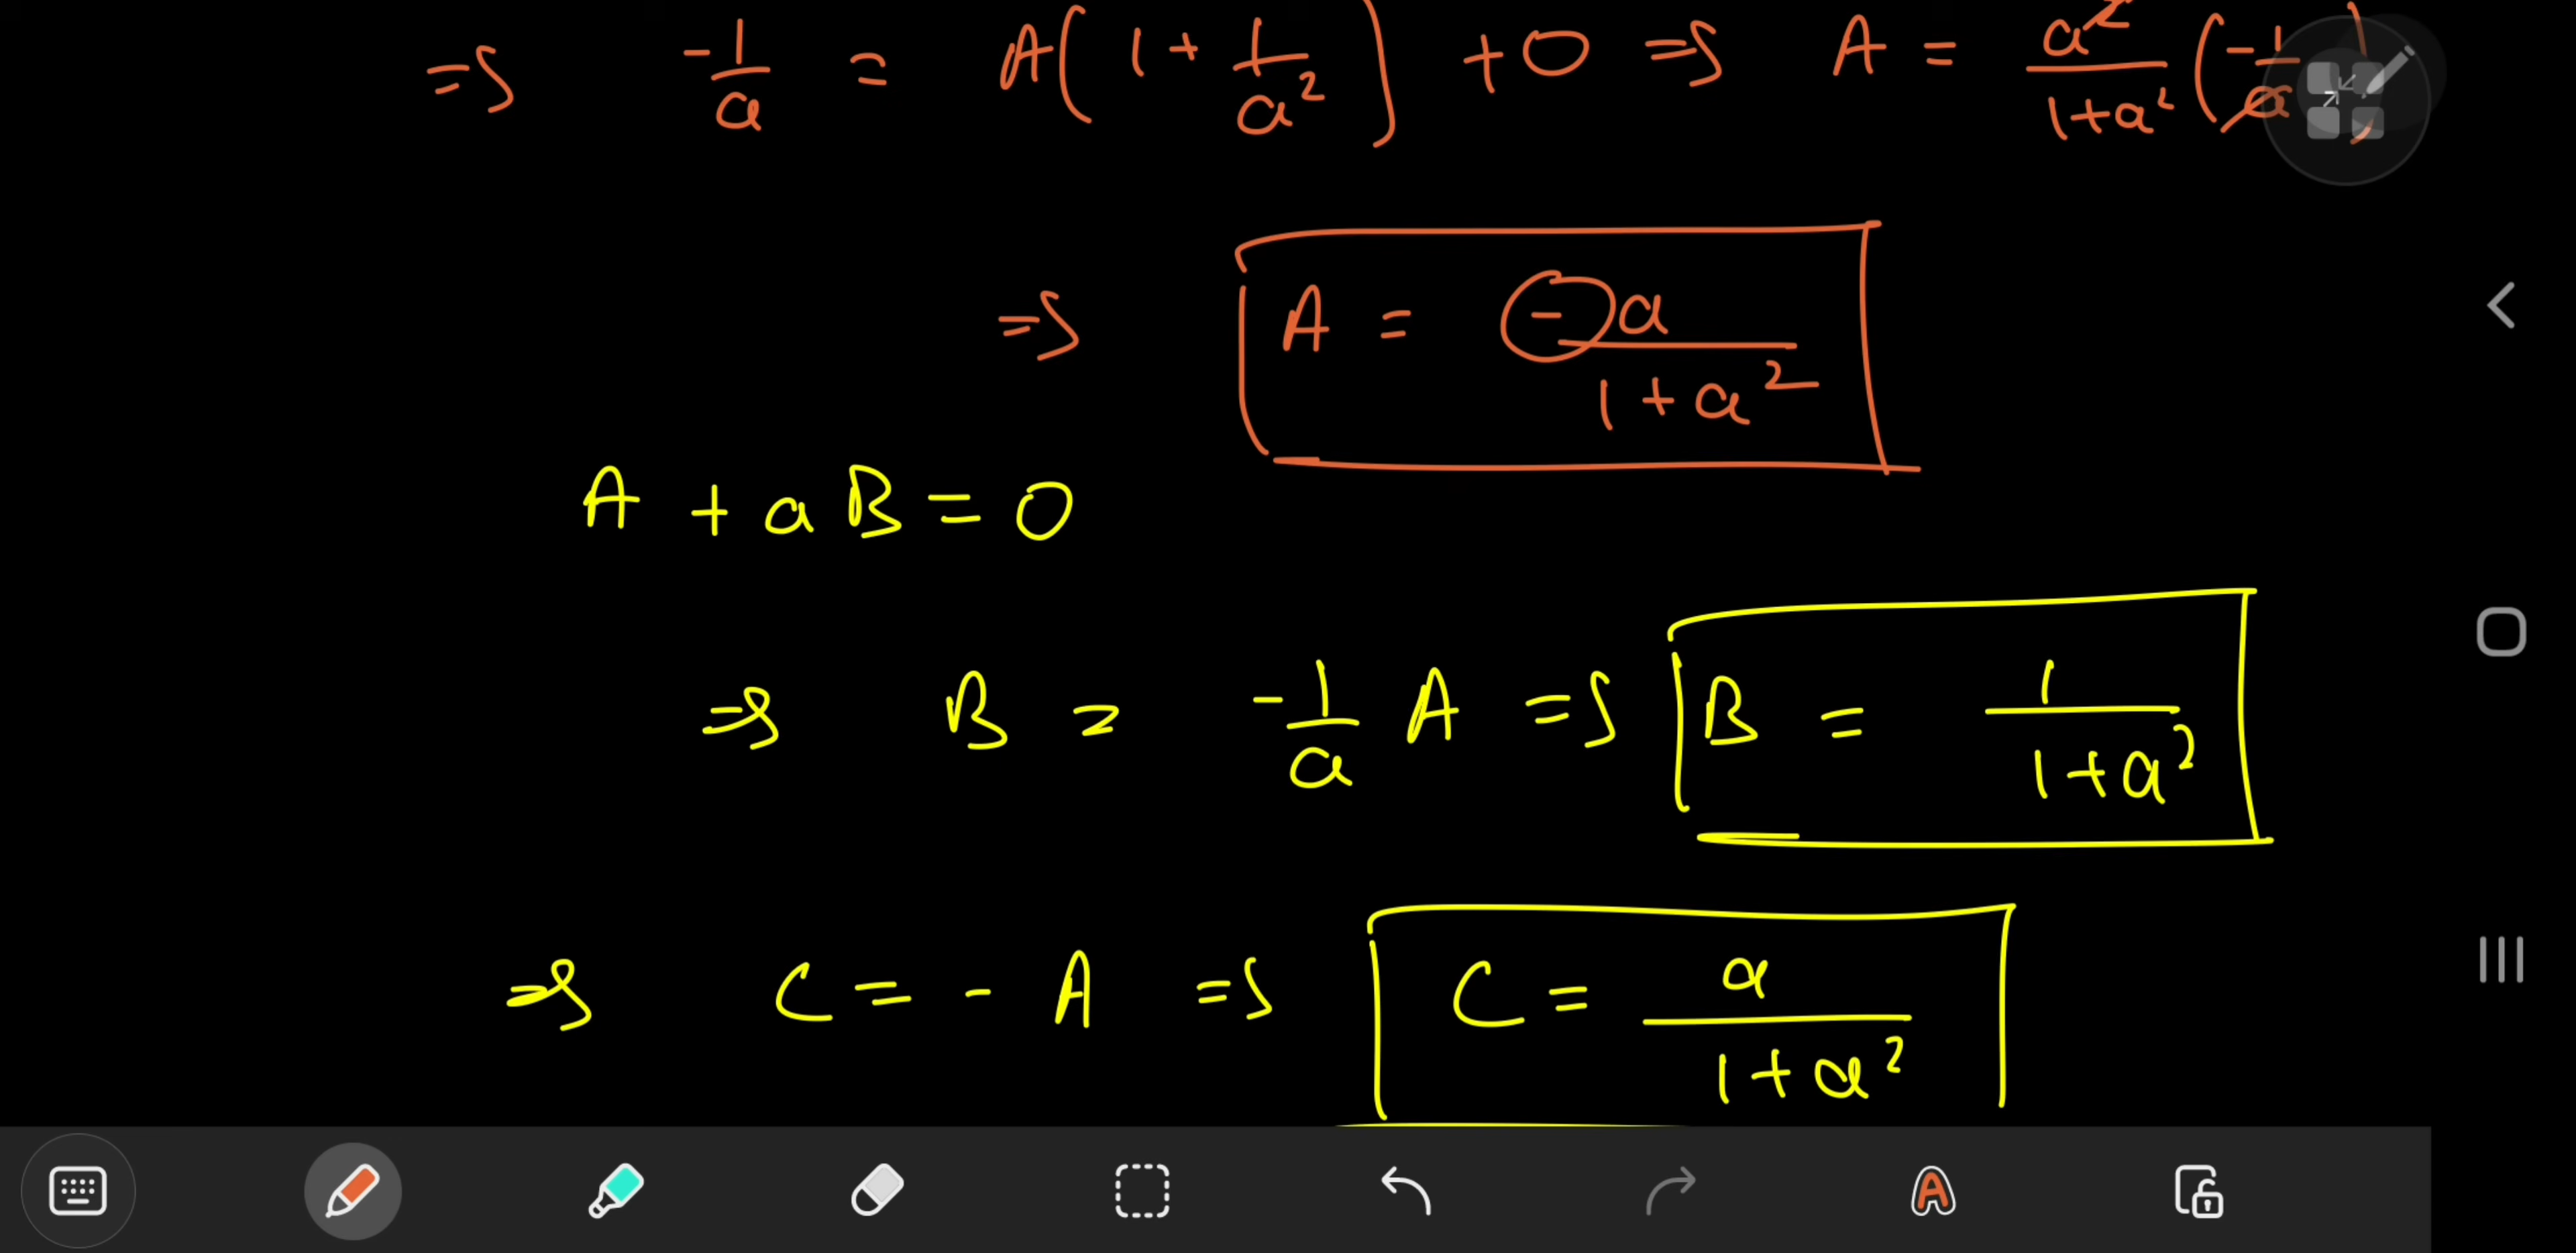 ⇒ -1/a = A(1 + 1/a²) + 0 ⇒ A = a²/(1+a²) (-1/a)
⇒ A = -a/(1+a²)
A + aB = 0
⇒ B = -1/a A ⇒ B = 1/(1+a²)
⇒ C = -A ⇒ C = a/(1+a²)
A